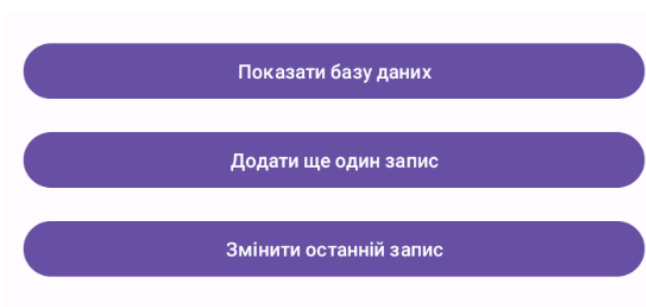 Показати базу даних
Додати ще один запис
Змінити останній запис